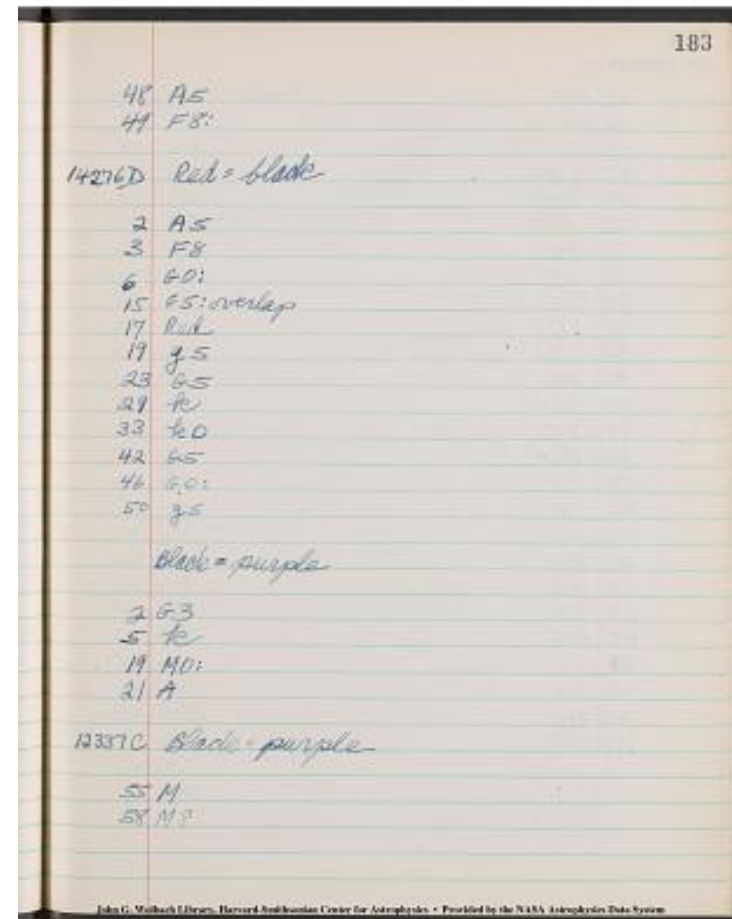 183
48 A5
49 F8:
14276D Red = black
2 A5
3 F8
6 G0:
15 G5: overlap
17 Red
19 g5
23 G5
29 K
33 K0
42 G5
46 G0:
50 g5
Black = purple
2 G3
5 K
19 M0:
21 A
12337C Black = purple
55 M
58 M?
John G. Wolbach Library, Harvard-Smithsonian Center for Astrophysics • Provided by the NASA Astrophysics Data System